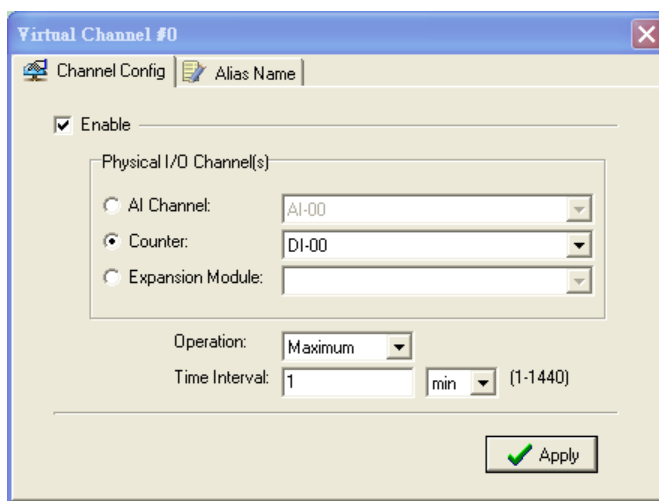 Virtual Channel #0
Channel Config Alias Name
Enable
Physical I/O Channel(s)
AI Channel: AI-00
Counter: DI-00
Expansion Module:
Operation: Maximum
Time Interval: 1 min (1-1440)
Apply